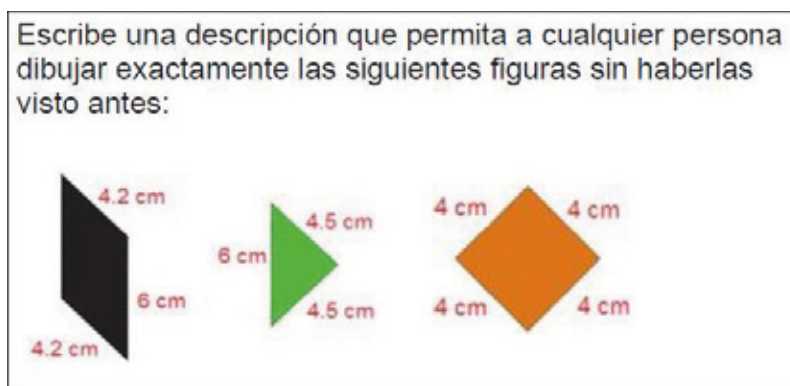 Escribe una descripción que permita a cualquier persona
dibujar exactamente las siguientes figuras sin haberlas
visto antes:
4.2 cm
6 cm
4.2 cm
4.5 cm
6 cm
4.5 cm
4 cm
4 cm
4 cm
4 cm